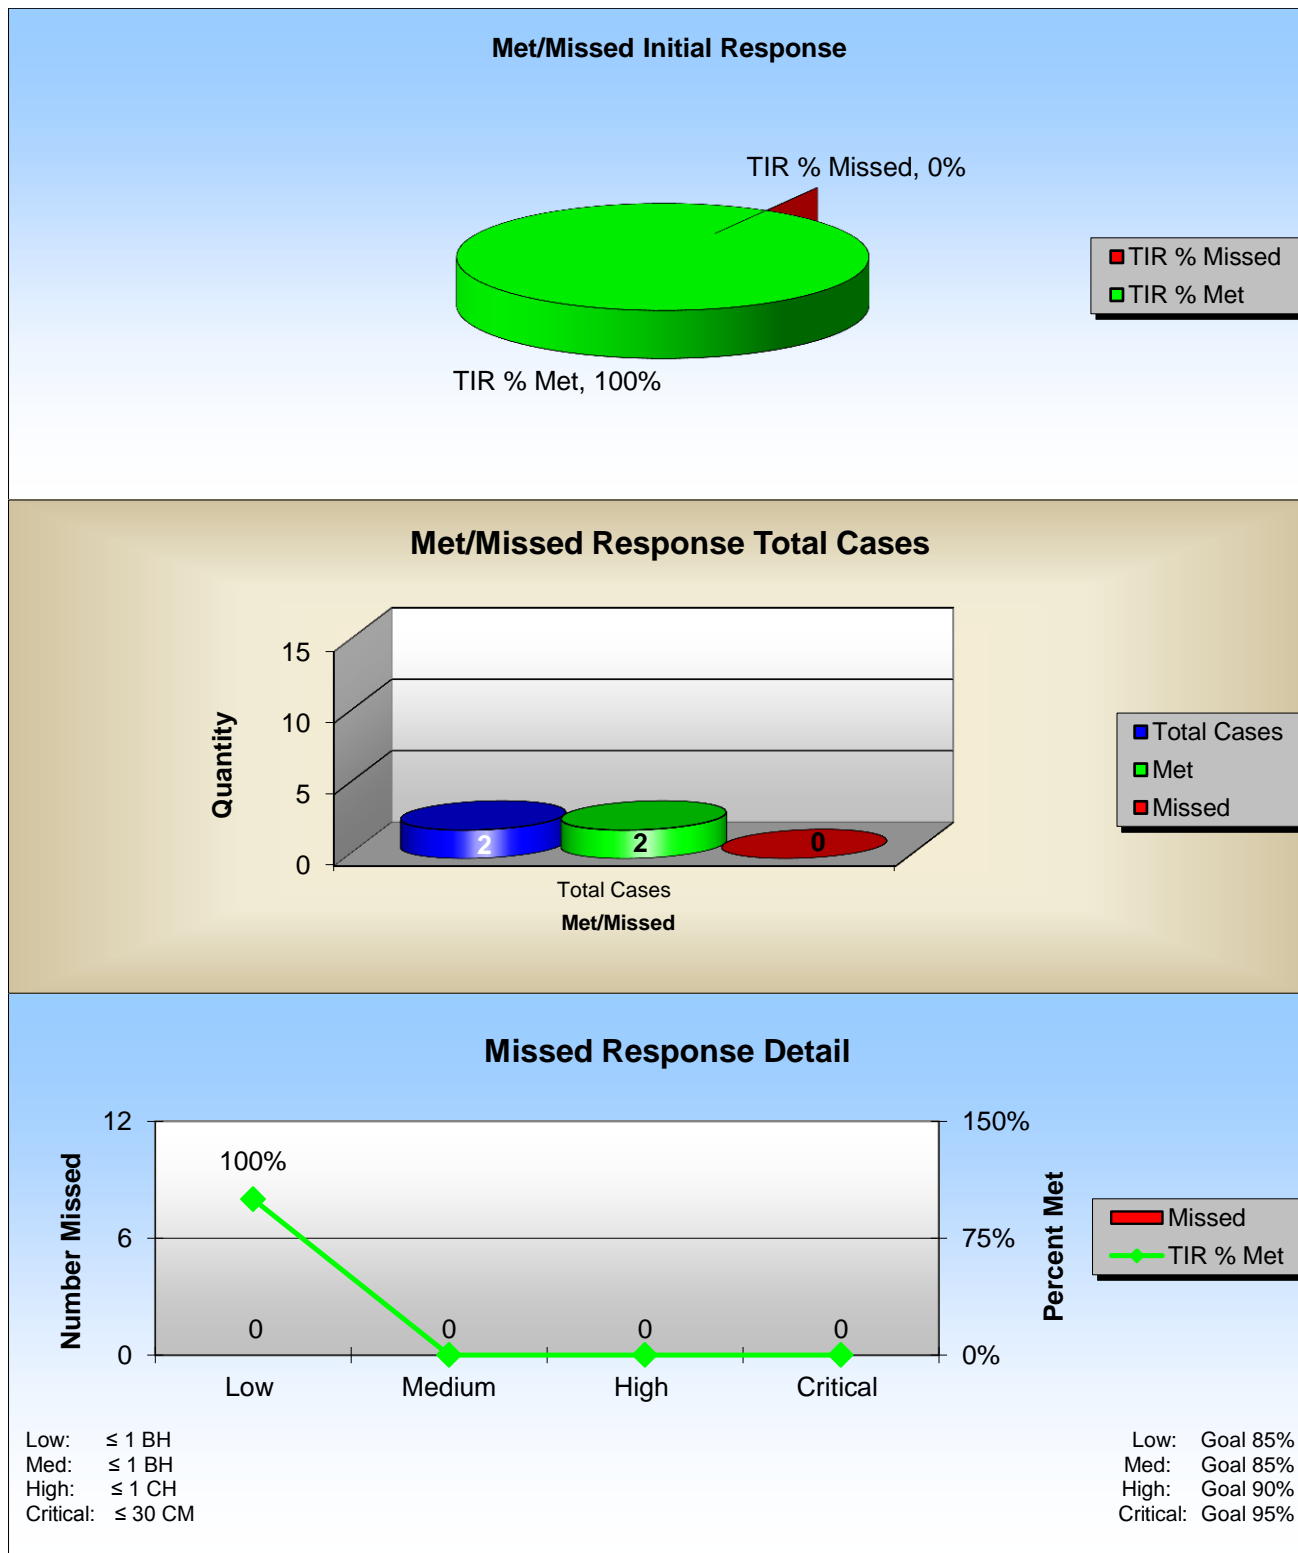 Met/Missed Initial Response
TIR % Missed, 0%
TIR % Missed
TIR % Met
TIR % Met, 100%
Met/Missed Response Total Cases
15
10
5
0
Quantity
2
2
0
Total Cases
Met/Missed
Total Cases
Met
Missed
Missed Response Detail
12
6
0
Number Missed
100%
0
0
0
0
150%
75%
0%
Percent Met
Low
Medium
High
Critical
Missed
TIR % Met
Low: ≤ 1 BH
Med: ≤ 1 BH
High: ≤ 1 CH
Critical: ≤ 30 CM
Low: Goal 85%
Med: Goal 85%
High: Goal 90%
Critical: Goal 95%